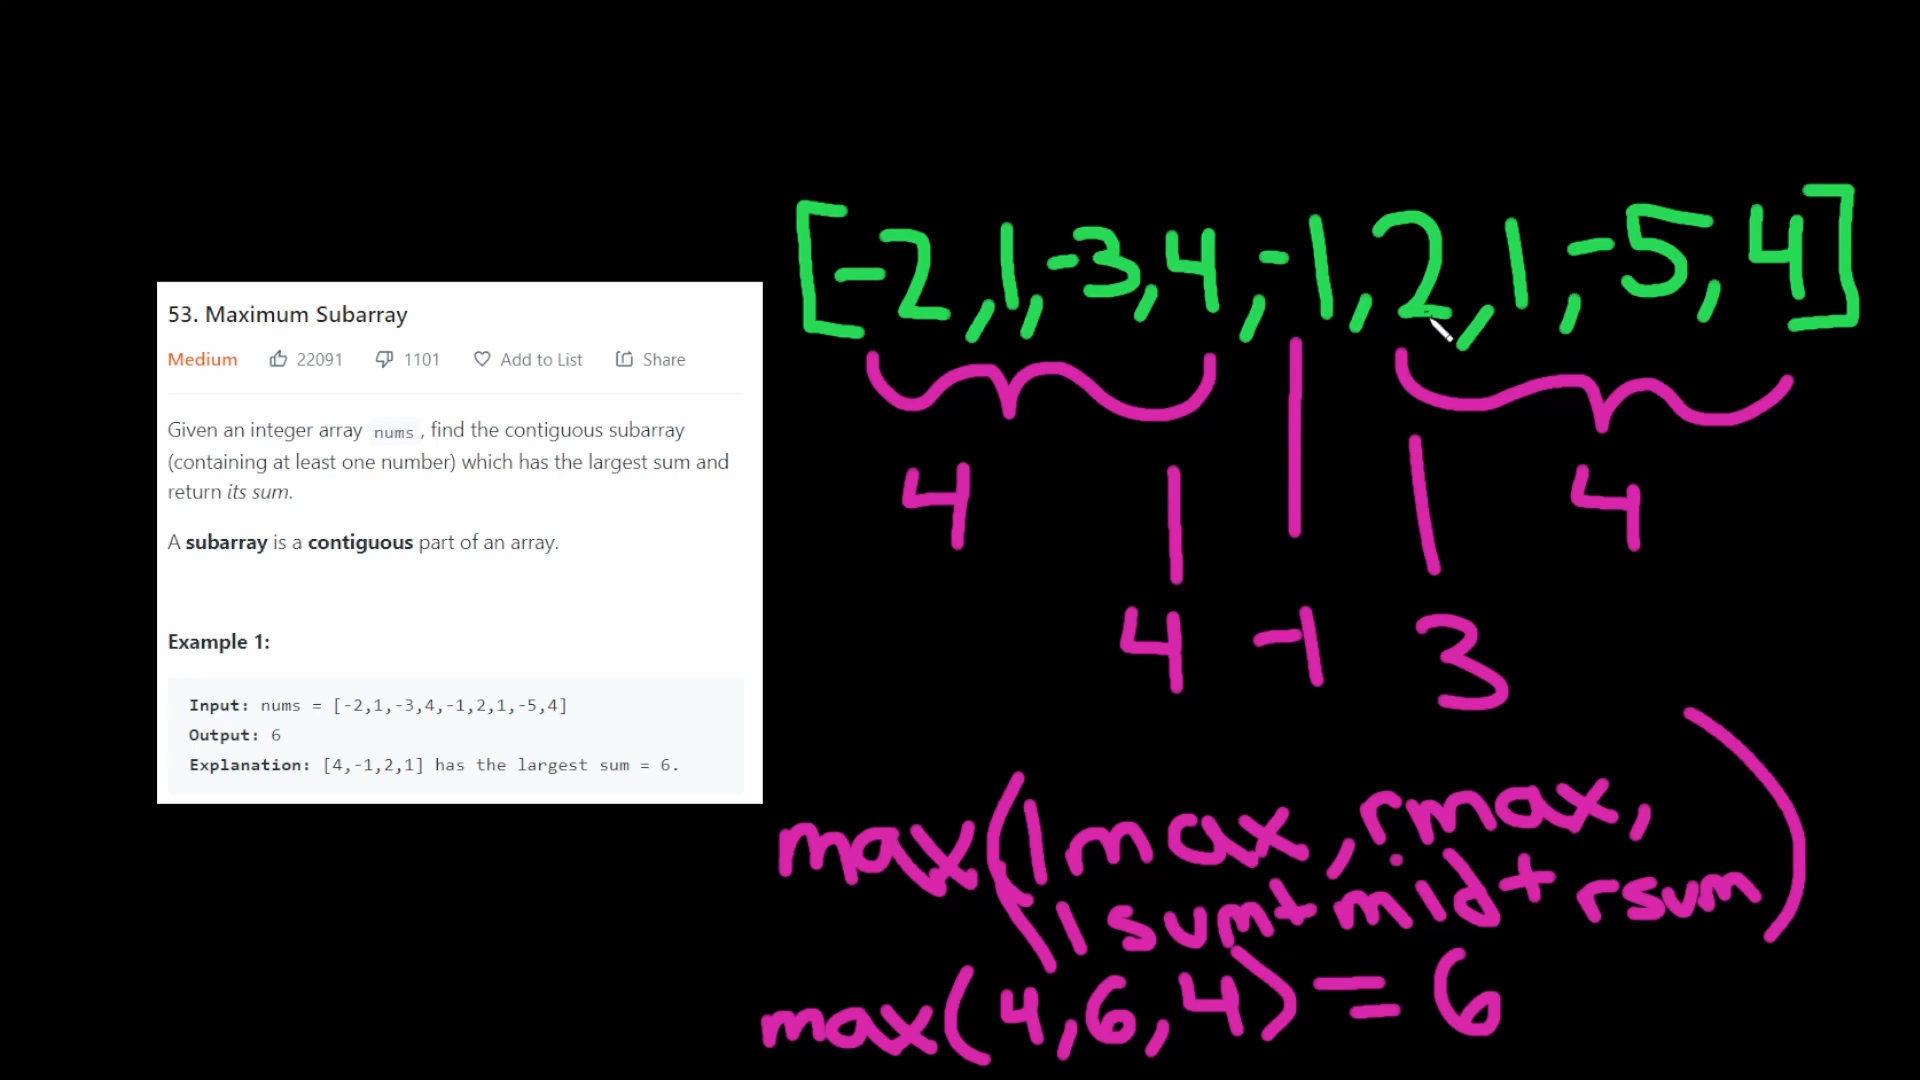 53. Maximum Subarray
Medium 22091 1101 Add to List Share
Given an integer array nums, find the contiguous subarray
(containing at least one number) which has the largest sum and
return its sum.
A subarray is a contiguous part of an array.
Example 1:
Input: nums = [-2,1,-3,4,-1,2,1,-5,4]
Output: 6
Explanation: [4,-1,2,1] has the largest sum = 6.
[-2,1,-3,4,-1,2,1,-5,4]
4 4
4 -1 3
max(lmax,rmax,
lsum+mid+rsum)
max(4,6,4)=6